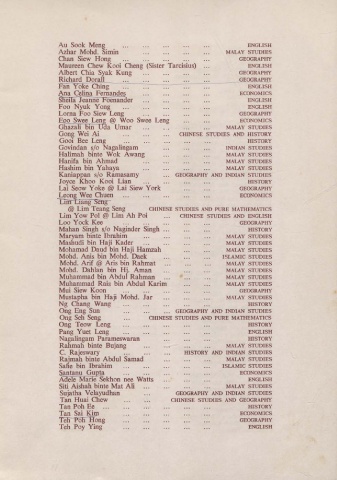 Au Sook Meng ... ... ... ... ... ENGLISH
Azhar Mohd. Simin ... ... ... ... MALAY STUDIES
Chan Siew Hong ... ... ... ... GEOGRAPHY
Maureen Chew Kooi Cheng (Sister Tarcisius) ... ENGLISH
Albert Chia Syak Kung ... ... ... ... GEOGRAPHY
Richard Dorall ... ... ... ... GEOGRAPHY
Fan Yoke Ching ... ... ... ... ENGLISH
Ana Celina Fernandes ... ... ... ... ECONOMICS
Sheila Jeanne Foenander ... ... ... ENGLISH
Foo Nyuk Yong ... ... ... ... ENGLISH
Lorna Foo Siew Leng ... ... ... ... GEOGRAPHY
Foo Swee Leng @ Woo Swee Leng ... ... ECONOMICS
Ghazali bin Uda Umar ... ... ... MALAY STUDIES
Gong Wei Ai ... ... CHINESE STUDIES AND HISTORY
Gooi Bee Leng ... ... ... ... HISTORY
Govindan s/o Nagalingam ... ... ... INDIAN STUDIES
Halimah binte Wok Awang ... ... ... MALAY STUDIES
Hanifa bin Ahmad ... ... ... ... MALAY STUDIES
Hashim bin Yahaya ... ... ... ... MALAY STUDIES
Kaniappan s/o Ramasamy ... GEOGRAPHY AND INDIAN STUDIES
Joyce Khoo Kooi Lian ... ... ... HISTORY
Lai Seow Yoke @ Lai Siew York ... ... GEOGRAPHY
Leong Wee Chuen ... ... ... ... ECONOMICS
Lim Tiang Seng
@ Lim Teang Seng CHINESE STUDIES AND PURE MATHEMATICS
Lim Yow Pol @ Lim Ah Poi ... CHINESE STUDIES AND ENGLISH
Loo Yock Kee ... ... ... ... GEOGRAPHY
Mahan Singh s/o Naginder Singh ... ... HISTORY
Maryam binte Ibrahim ... ... ... MALAY STUDIES
Mashudi bin Haji Kader ... ... ... MALAY STUDIES
Mohamed Daud bin Haji Hamzah ... ... MALAY STUDIES
Mohd. Anis bin Mohd. Daek ... ... ISLAMIC STUDIES
Mohd. Arif @ Aris bin Rahmat ... ... MALAY STUDIES
Mohd. Dahlan bin Hj. Aman ... ... MALAY STUDIES
Muhammad bin Abdul Rahman ... ... MALAY STUDIES
Muhammad Rais bin Abdul Karim ... ... MALAY STUDIES
Mui Siew Koon ... ... ... ... GEOGRAPHY
Mustapha bin Haji Mohd. Jar ... ... MALAY STUDIES
Ng Chang Wang ... ... ... ... HISTORY
Ong Eng Sun ... ... GEOGRAPHY AND INDIAN STUDIES
Ong Seh Seng CHINESE STUDIES AND PURE MATHEMATICS
Ong Teow Leng ... ... ... ... HISTORY
Pang Yuet Leng ... ... ... ... ENGLISH
Nagalingam Parameswaran ... ... ... HISTORY
Rahmah binte Bujang ... ... ... MALAY STUDIES
C. Rajeswary ... ... HISTORY AND INDIAN STUDIES
Rajmah binte Abdul Samad ... ... ... MALAY STUDIES
Safie bin Ibrahim ... ... ... ISLAMIC STUDIES
Santanu Gupta ... ... ... ... ECONOMICS
Adele Marie Sekhon nee Watts ... ... ENGLISH
Siti Aishah binte Mat Ali ... ... ... MALAY STUDIES
Sujatha Velayudhan ... GEOGRAPHY AND INDIAN STUDIES
Tan Huai Chew ... CHINESE STUDIES AND GEOGRAPHY
Tan Poh Ee ... ... ... ... HISTORY
Tan Sai Kim ... ... ... ... ECONOMICS
Teh Poh Hong ... ... ... ... GEOGRAPHY
Teh Poy Ying ... ... ... ... ENGLISH